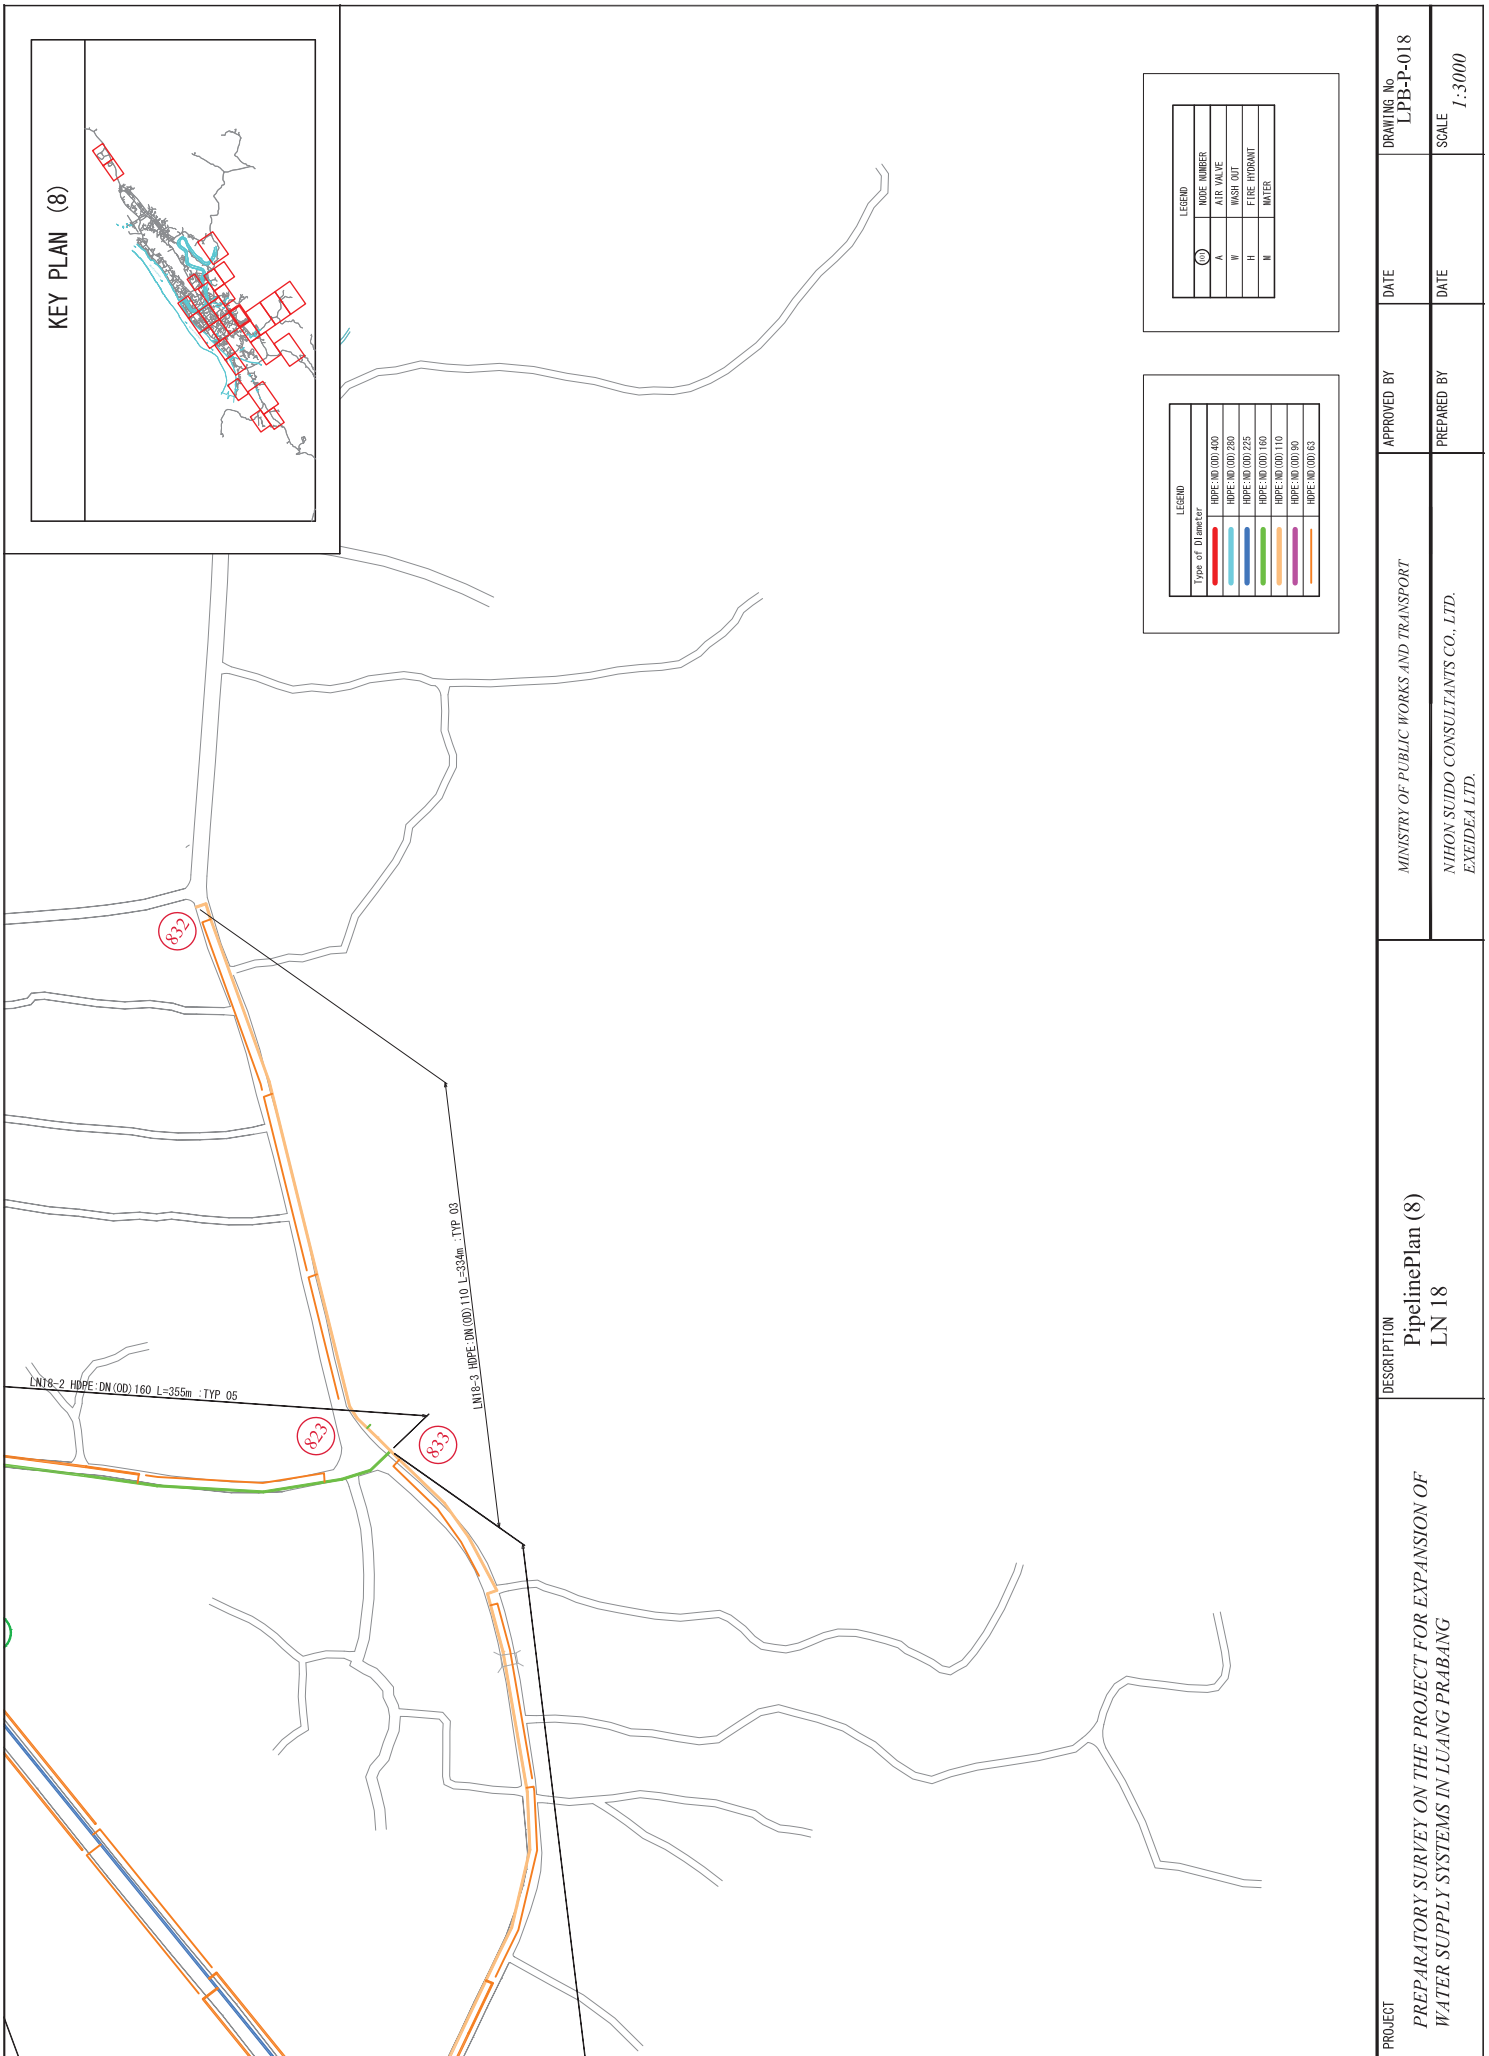 KEY PLAN (8)
LEGEND
101 NODE NUMBER
A AIR VALVE
W WASH OUT
H FIRE HYDRANT
M MATER
LEGEND
Type of Diameter
HDPE:ND(OD)400
HDPE:ND(OD)280
HDPE:ND(OD)225
HDPE:ND(OD)160
HDPE:ND(OD)110
HDPE:ND(OD)90
HDPE:ND(OD)63
832
823
833
LN18-2 HDPE:DN(OD)160 L=355m :TYP 05
LN18-3 HDPE:DN(OD)110 L=334m :TYP 03
PROJECT
PREPARATORY SURVEY ON THE PROJECT FOR EXPANSION OF
WATER SUPPLY SYSTEMS IN LUANG PRABANG
DESCRIPTION
PipelinePlan (8)
LN 18
MINISTRY OF PUBLIC WORKS AND TRANSPORT
NIHON SUIDO CONSULTANTS CO., LTD.
EXEIDEA LTD.
APPROVED BY
PREPARED BY
DATE
DATE
DRAWING No
LPB-P-018
SCALE
1:3000